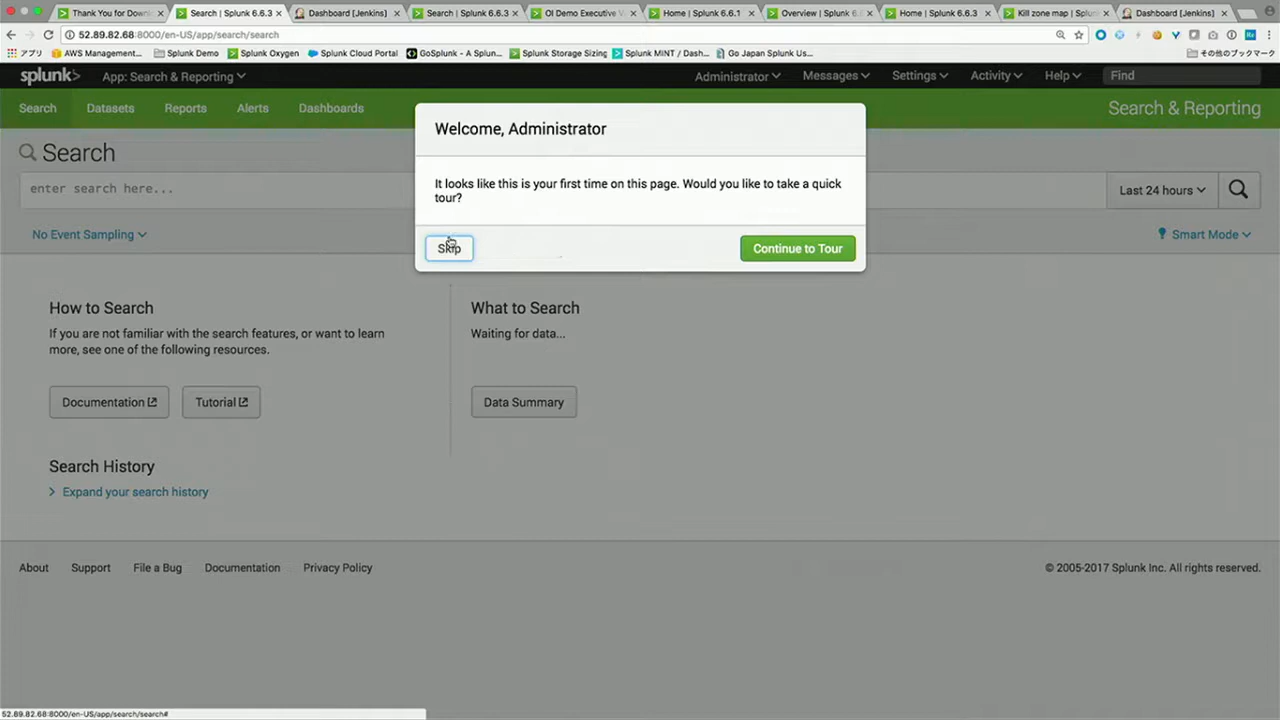 Thank You for Downl
Search | Splunk 6.6.3
Dashboard [Jenkins]
Search | Splunk 6.6.3
OI Demo Executive V
Home | Splunk 6.6.1
Overview | Splunk 6.
Home | Splunk 6.6.3
Kill zone map | Splun
Dashboard [Jenkins]
52.89.82.68:8000/en-US/app/search/search
アプリ
AWS Management...
Splunk Demo
Splunk Oxygen
Splunk Cloud Portal
GoSplunk - A Splun...
Splunk Storage Sizing
Splunk MINT / Dash...
Go Japan Splunk Us...
その他のブックマーク
splunk>
App: Search & Reporting
Administrator
Messages
Settings
Activity
Help
Find
Search
Datasets
Reports
Alerts
Dashboards
Search & Reporting
Welcome, Administrator
It looks like this is your first time on this page. Would you like to take a quick
tour?
Skip
Continue to Tour
Search
enter search here...
Last 24 hours
No Event Sampling
Smart Mode
How to Search
If you are not familiar with the search features, or want to learn
more, see one of the following resources.
Documentation
Tutorial
What to Search
Waiting for data...
Data Summary
Search History
Expand your search history
About
Support
File a Bug
Documentation
Privacy Policy
© 2005-2017 Splunk Inc. All rights reserved.
52.89.82.68:8000/en-US/app/search/search#